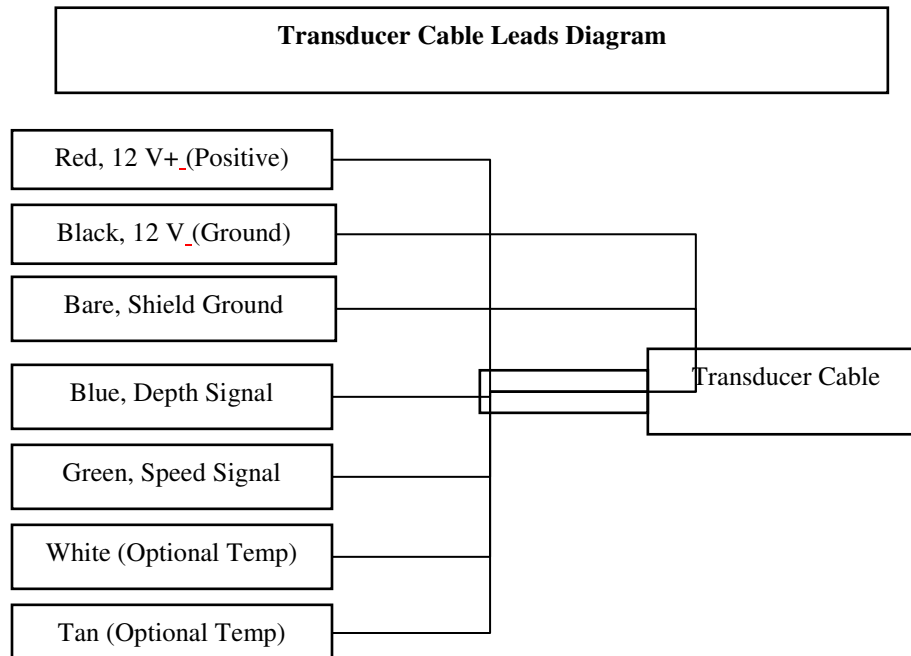 Transducer Cable Leads Diagram
Red, 12 V+ (Positive)
Black, 12 V (Ground)
Bare, Shield Ground
Transducer Cable
Blue, Depth Signal
Green, Speed Signal
White (Optional Temp)
Tan (Optional Temp)